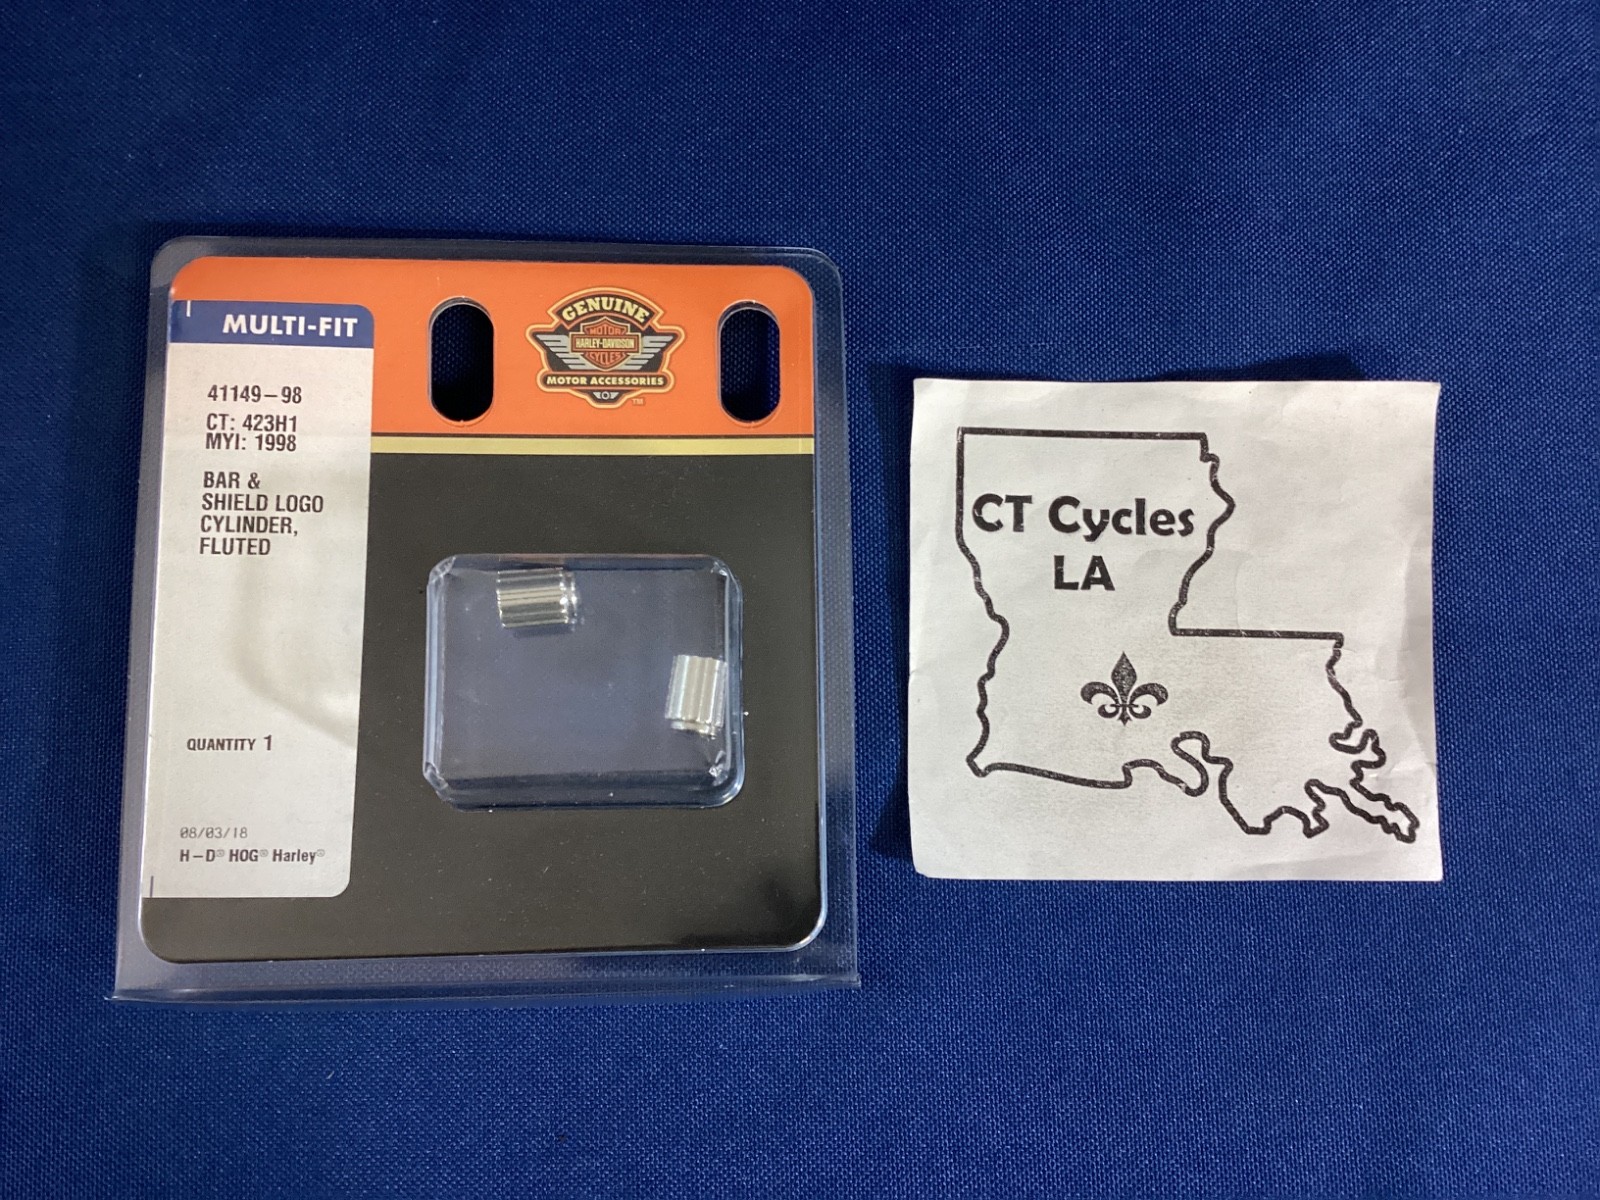 MULTI-FIT
41149-98
CT: 423H1
MYI: 1998
BAR &
SHIELD LOGO
CYLINDER,
FLUTED
QUANTITY 1
08/03/18
H-D® HOG® Harley®
GENUINE
MOTOR
HARLEY-DAVIDSON
CYCLES
MOTOR ACCESSORIES
TM
CT Cycles
LA